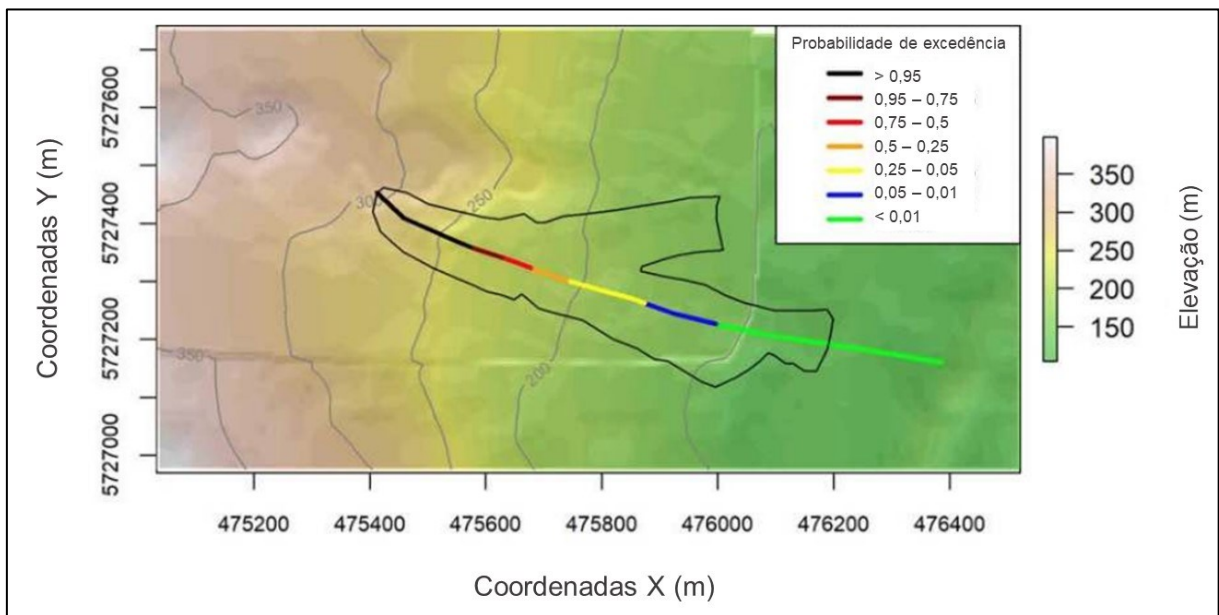 Probabilidade de excedência
> 0,95
0,95 – 0,75
0,75 – 0,5
0,5 – 0,25
0,25 – 0,05
0,05 – 0,01
< 0,01
350
300
250
350
200
Coordenadas Y (m)
5727600
5727400
5727200
5727000
475200
475400
475600
475800
476000
476200
476400
Coordenadas X (m)
350
300
250
200
150
Elevação (m)